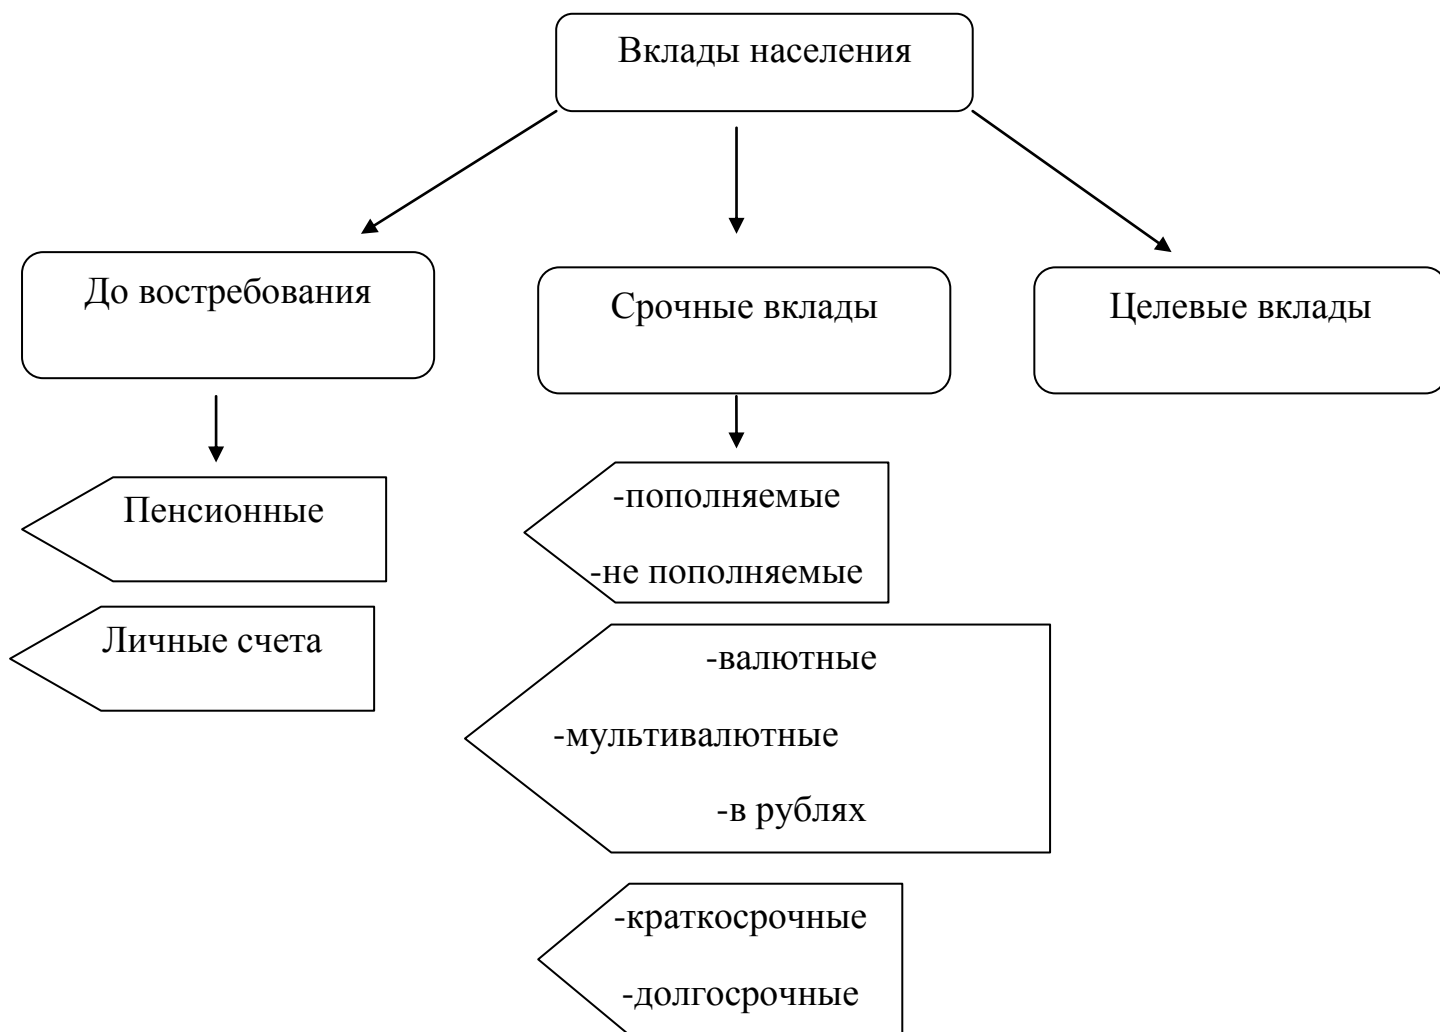 Вклады населения
До востребования
Срочные вклады
Целевые вклады
Пенсионные
Личные счета
-пополняемые
-не пополняемые
-валютные
-мультивалютные
-в рублях
-краткосрочные
-долгосрочные